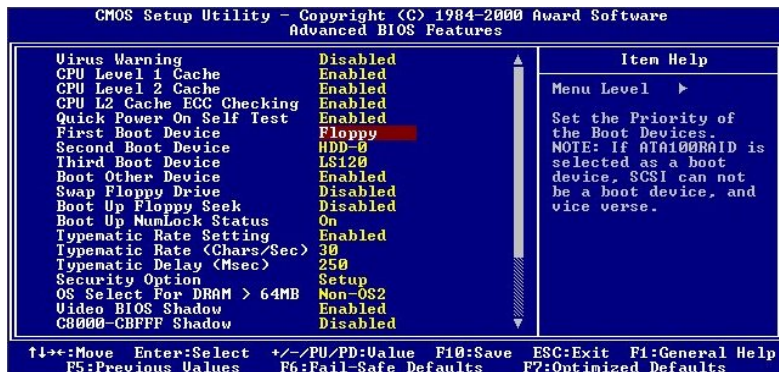 CMOS Setup Utility - Copyright (C) 1984-2000 Award Software
Advanced BIOS Features
Virus Warning Disabled
CPU Level 1 Cache Enabled
CPU Level 2 Cache Enabled
CPU L2 Cache ECC Checking Enabled
Quick Power On Self Test Enabled
First Boot Device Floppy
Second Boot Device HDD-0
Third Boot Device LS120
Boot Other Device Enabled
Swap Floppy Drive Disabled
Boot Up Floppy Seek Disabled
Boot Up NumLock Status On
Typematic Rate Setting Enabled
Typematic Rate (Chars/Sec) 30
Typematic Delay (Msec) 250
Security Option Setup
OS Select For DRAM > 64MB Non-OS2
Video BIOS Shadow Enabled
C8000-CBFFF Shadow Disabled
Item Help
Menu Level ▶
Set the Priority of
the Boot Devices.
NOTE: If ATA100RAID is
selected as a boot
device, SCSI can not
be a boot device, and
vice verse.
↑↓→←:Move Enter:Select +/-/PU/PD:Value F10:Save ESC:Exit F1:General Help
F5:Previous Values F6:Fail-Safe Defaults F7:Optimized Defaults